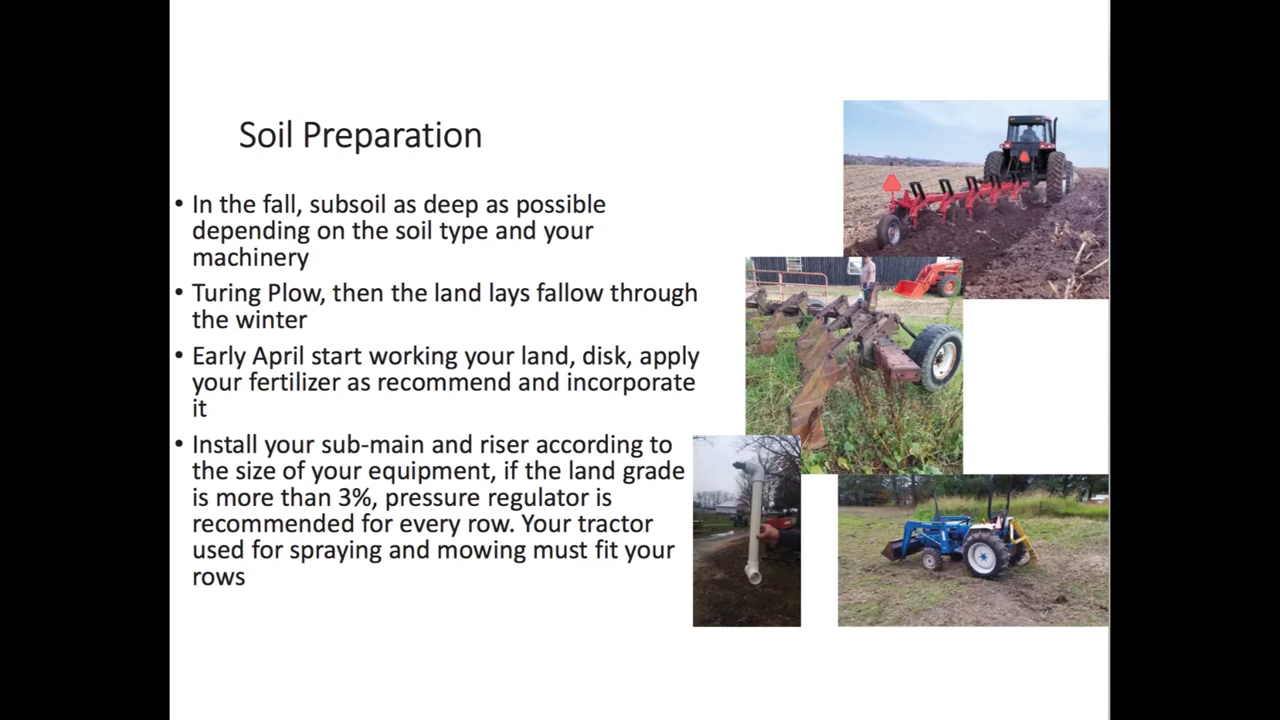 Soil Preparation
• In the fall, subsoil as deep as possible
depending on the soil type and your
machinery
• Turing Plow, then the land lays fallow through
the winter
• Early April start working your land, disk, apply
your fertilizer as recommend and incorporate
it
• Install your sub-main and riser according to
the size of your equipment, if the land grade
is more than 3%, pressure regulator is
recommended for every row. Your tractor
used for spraying and mowing must fit your
rows